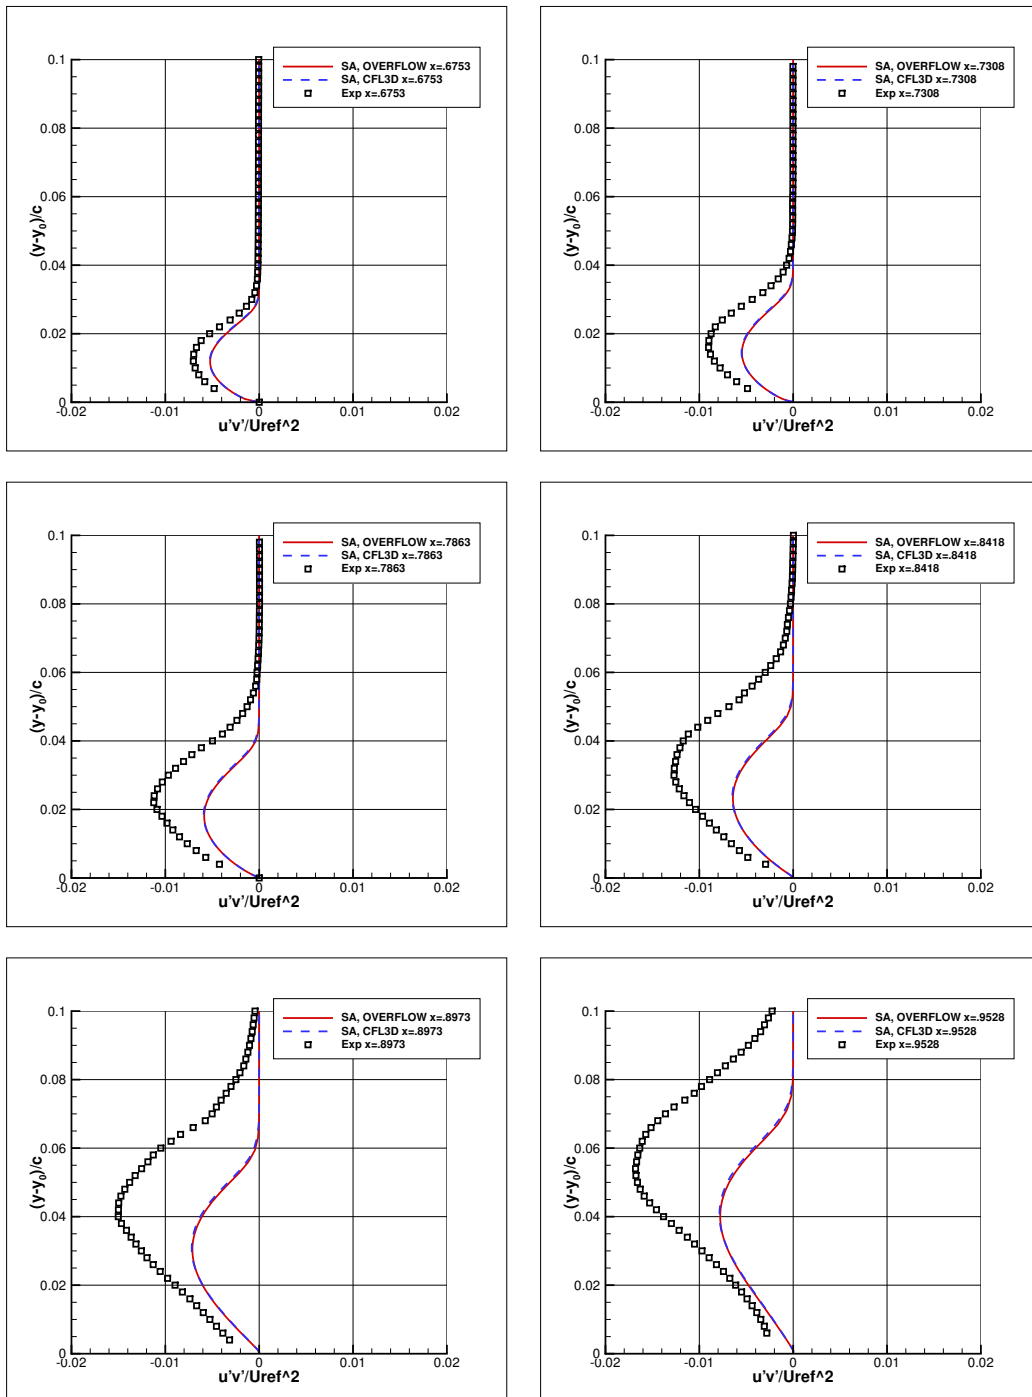 SA, OVERFLOW x=.6753
SA, CFL3D x=.6753
Exp x=.6753
(y-y0)/c
0.1
0.08
0.06
0.04
0.02
0
-0.02 -0.01 0 0.01 0.02
u'v'/Uref^2
SA, OVERFLOW x=.7308
SA, CFL3D x=.7308
Exp x=.7308
(y-y0)/c
0.1
0.08
0.06
0.04
0.02
0
-0.02 -0.01 0 0.01 0.02
u'v'/Uref^2
SA, OVERFLOW x=.7863
SA, CFL3D x=.7863
Exp x=.7863
(y-y0)/c
0.1
0.08
0.06
0.04
0.02
0
-0.02 -0.01 0 0.01 0.02
u'v'/Uref^2
SA, OVERFLOW x=.8418
SA, CFL3D x=.8418
Exp x=.8418
(y-y0)/c
0.1
0.08
0.06
0.04
0.02
0
-0.02 -0.01 0 0.01 0.02
u'v'/Uref^2
SA, OVERFLOW x=.8973
SA, CFL3D x=.8973
Exp x=.8973
(y-y0)/c
0.1
0.08
0.06
0.04
0.02
0
-0.02 -0.01 0 0.01 0.02
u'v'/Uref^2
SA, OVERFLOW x=.9528
SA, CFL3D x=.9528
Exp x=.9528
(y-y0)/c
0.1
0.08
0.06
0.04
0.02
0
-0.02 -0.01 0 0.01 0.02
u'v'/Uref^2